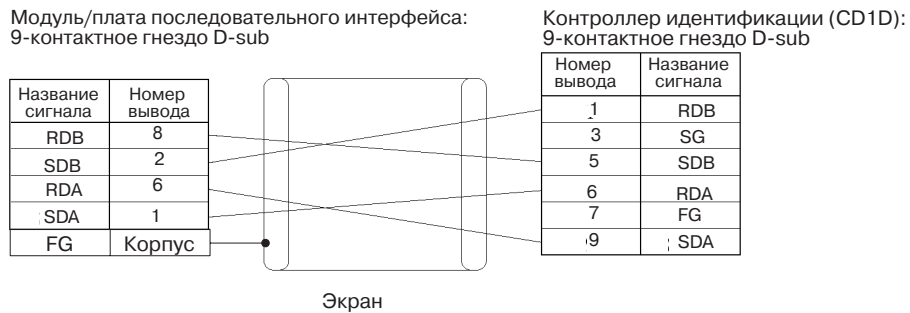 Модуль/плата последовательного интерфейса:
9-контактное гнездо D-sub
Название сигнала Номер вывода
RDB 8
SDB 2
RDA 6
SDA 1
FG Корпус
Экран
Контроллер идентификации (CD1D):
9-контактное гнездо D-sub
Номер вывода Название сигнала
1 RDB
3 SG
5 SDB
6 RDA
7 FG
9 SDA